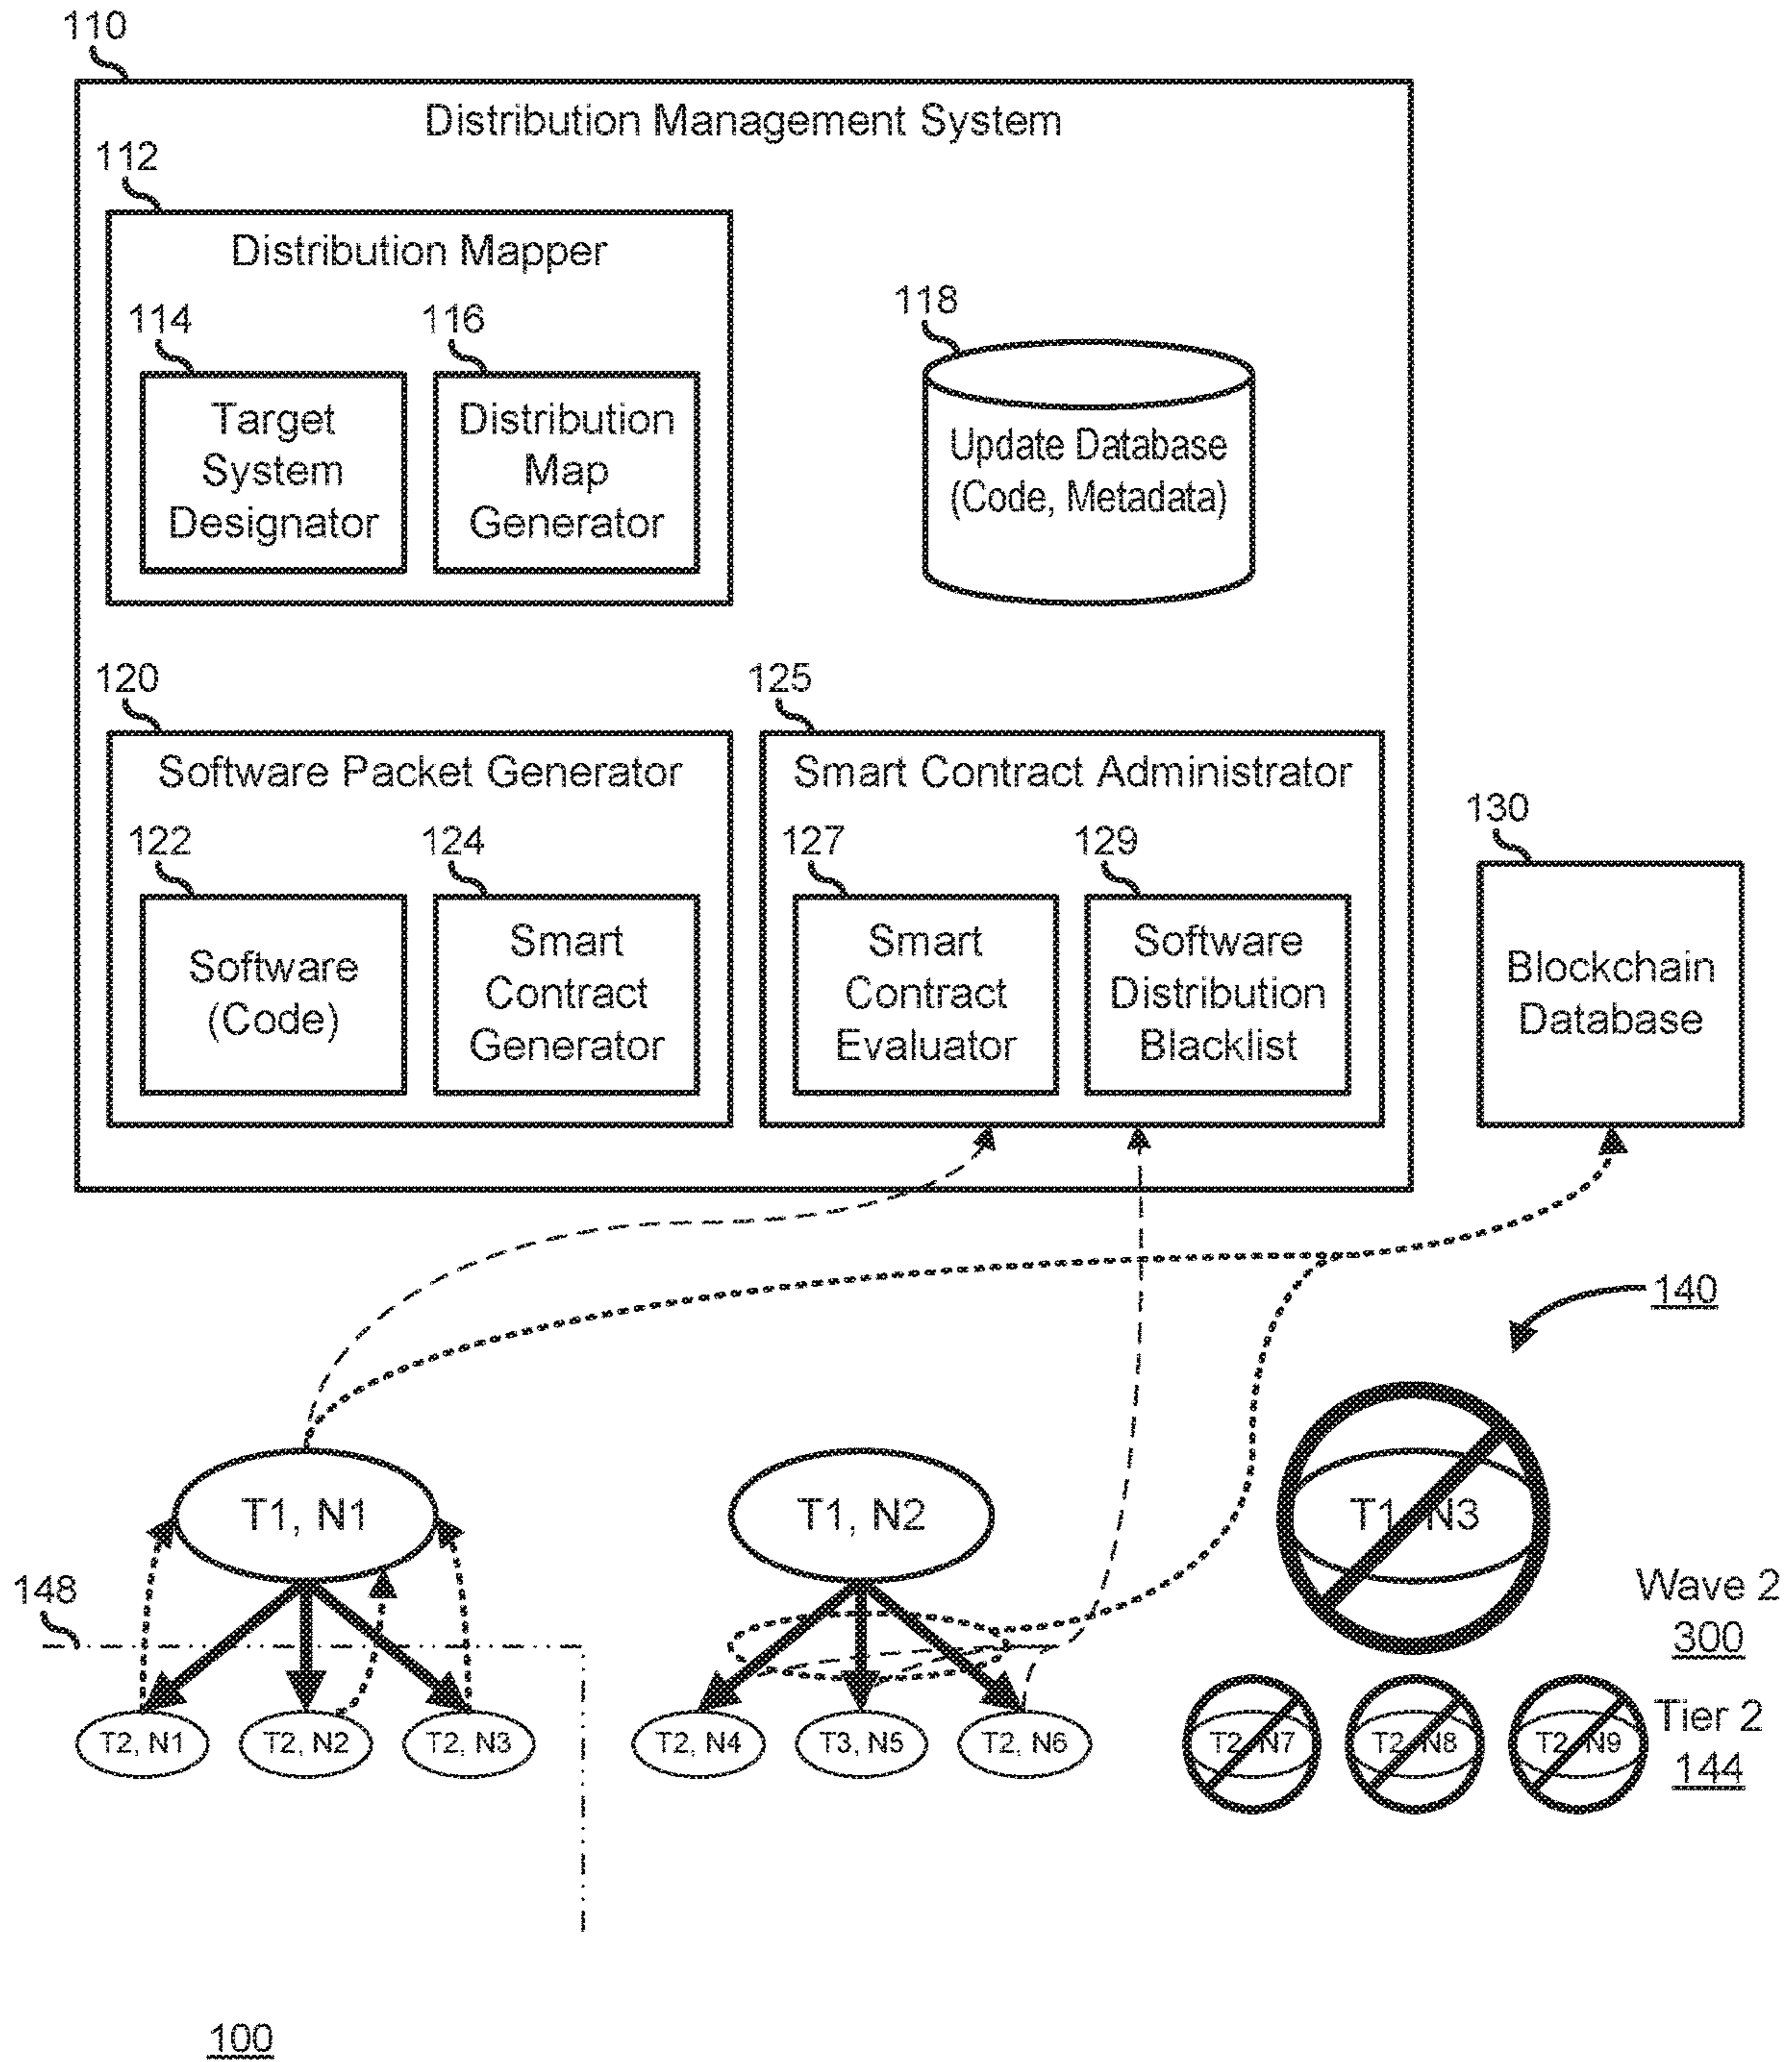 110
Distribution Management System
112
Distribution Mapper
114
116
118
Target
System
Designator
Distribution
Map
Generator
Update Database
(Code, Metadata)
120
125
Software Packet Generator
Smart Contract Administrator
122
124
127
129
130
Software
(Code)
Smart
Contract
Generator
Smart
Contract
Evaluator
Software
Distribution
Blacklist
Blockchain
Database
140
T1, N1
T1, N2
T1, N3
148
Wave 2
300
T2, N1
T2, N2
T2, N3
T2, N4
T3, N5
T2, N6
T2, N7
T2, N8
T2, N9
Tier 2
144
100